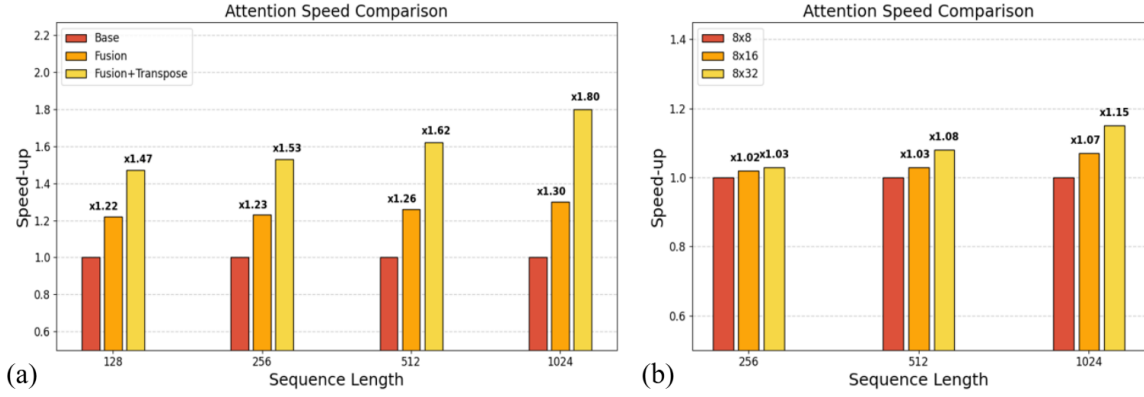 Attention Speed Comparison
2.2
2.0
1.8
1.6
1.4
1.2
1.0
0.8
0.6
Speed-up
Base
Fusion
Fusion+Transpose
x1.22
x1.47
x1.23
x1.53
x1.26
x1.62
x1.30
x1.80
128
256
512
1024
Sequence Length
(a)
Attention Speed Comparison
1.4
1.2
1.0
0.8
0.6
Speed-up
8x8
8x16
8x32
x1.02
x1.03
x1.03
x1.08
x1.07
x1.15
256
512
1024
Sequence Length
(b)